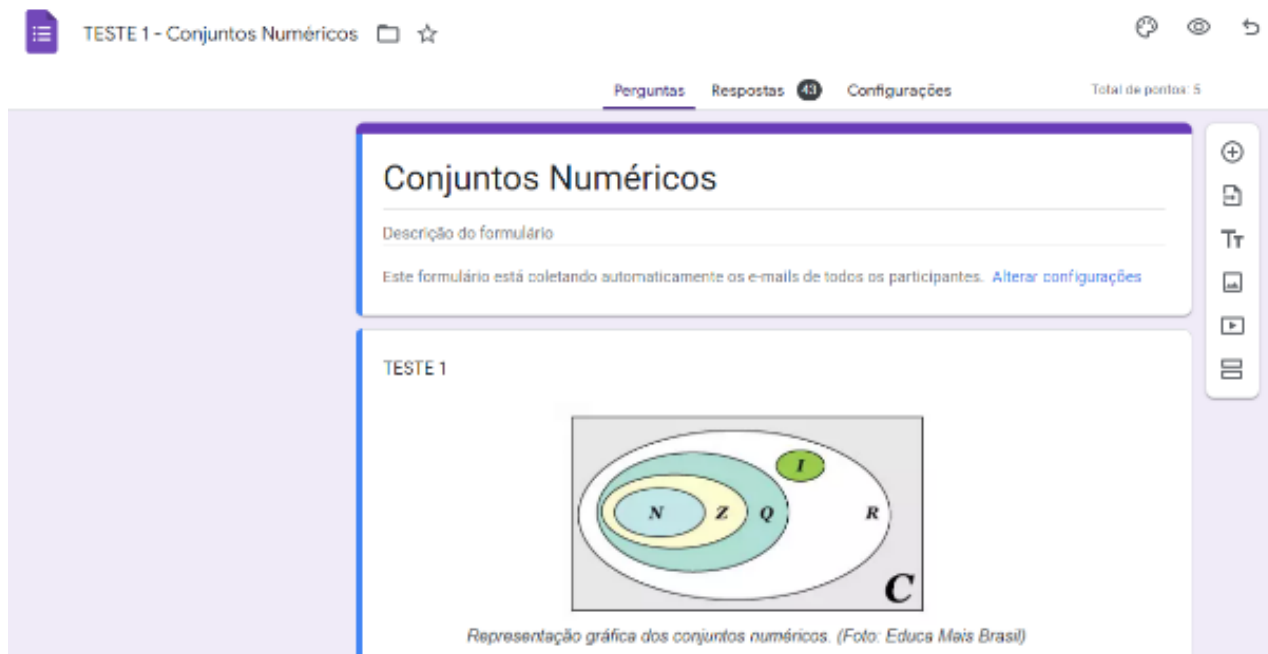 TESTE 1 - Conjuntos Numéricos
Perguntas Respostas 43 Configurações Total de pontos: 5
Conjuntos Numéricos
Descrição do formulário
Este formulário está coletando automaticamente os e-mails de todos os participantes. Alterar configurações
Tт
TESTE 1
I
N Z Q R
C
Representação gráfica dos conjuntos numéricos. (Foto: Educa Mais Brasil)